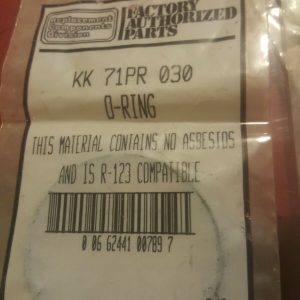 replacement
components
division
FACTORY
AUTHORIZED
PARTS
KK 71PR 030
O-RING
THIS MATERIAL CONTAINS NO ASBESTOS
AND IS R-123 COMPATIBLE
0 06 62441 00789 7